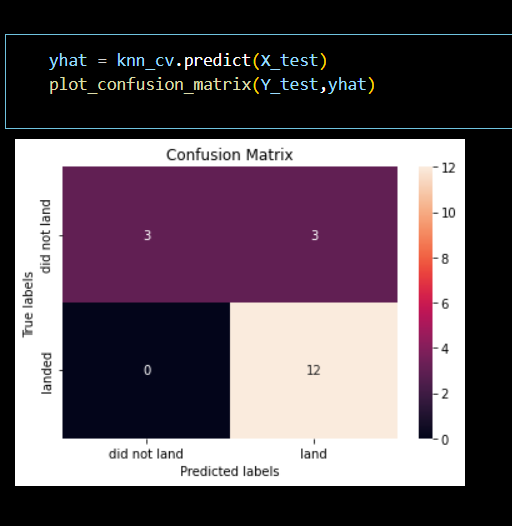 yhat = knn_cv.predict(X_test)
plot_confusion_matrix(Y_test,yhat)
Confusion Matrix
True labels
did not land
landed
3
3
0
12
did not land
land
Predicted labels
12
10
8
6
4
2
0